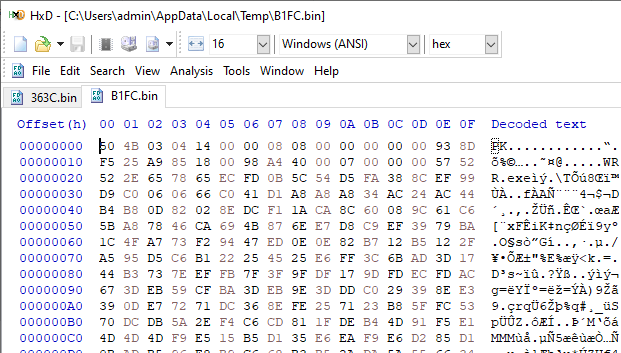 HxD - [C:\Users\admin\AppData\Local\Temp\B1FC.bin]
16 Windows (ANSI) hex
File Edit Search View Analysis Tools Window Help
363C.bin B1FC.bin
Offset(h) 00 01 02 03 04 05 06 07 08 09 0A 0B 0C 0D 0E 0F Decoded text
00000000 50 4B 03 04 14 00 00 08 08 00 00 00 00 00 93 8D PK............“.
00000010 F5 25 A9 85 18 00 98 A4 40 00 07 00 00 00 57 52 õ%©…..˜¤@.....WR
00000020 52 2E 65 78 65 EC FD 0B 5C 54 D5 FA 38 8C EF 99 R.exeìý.\TÕú8Œï™
00000030 D9 C0 06 06 66 C0 41 D1 A8 A8 A8 34 AC 24 AC 44 ÙÀ..fÀAÑ¨¨¨4¬$¬D
00000040 B4 B8 0D 82 02 8E DC F1 1A CA 8C 60 08 9C 61 C6 ´¸.‚.ŽÜñ.ÊŒ`.œaÆ
00000050 5B A8 78 46 CA 69 4B 87 6E E7 D8 C9 EF 39 79 BA [¨xFÊiK‡nçØÉï9yº
00000060 1C 4F A7 73 F2 94 47 ED 0E 0E 82 B7 12 B5 12 2F .O§sò”Gí..‚·.µ./
00000070 A5 95 D5 C6 B1 22 25 45 25 E6 FF 3C 6B AD 3D 17 ¥•ÕÆ±"%E%æÿ<k.=.
00000080 44 B3 73 7E EF FF 7F 3F 9F DF 17 9D FD EC FD AC D³s~ïÿ.?Ÿß..ýìý¬
00000090 67 3D EB 59 CF BA 3D EB 9E 3D DD C0 29 39 8E E3 g=ëYÏº=ëž=ÝÀ)9Žã
000000A0 39 0D E7 72 71 DC 36 8E FE 25 71 23 B8 5F FC 53 9.çrqÜ6Žþ%q#¸_üS
000000B0 70 DC DB 5A 2E F4 C6 CD 81 1F DE B4 4D 91 F5 E1 pÜÛZ.ôÆÍ..Þ´M‘õá
000000C0 4D 4D 4D F9 E5 15 B5 D1 35 E6 EA F9 E6 D2 85 D1 MMMùå.µÑ5æêùæÒ…Ñ